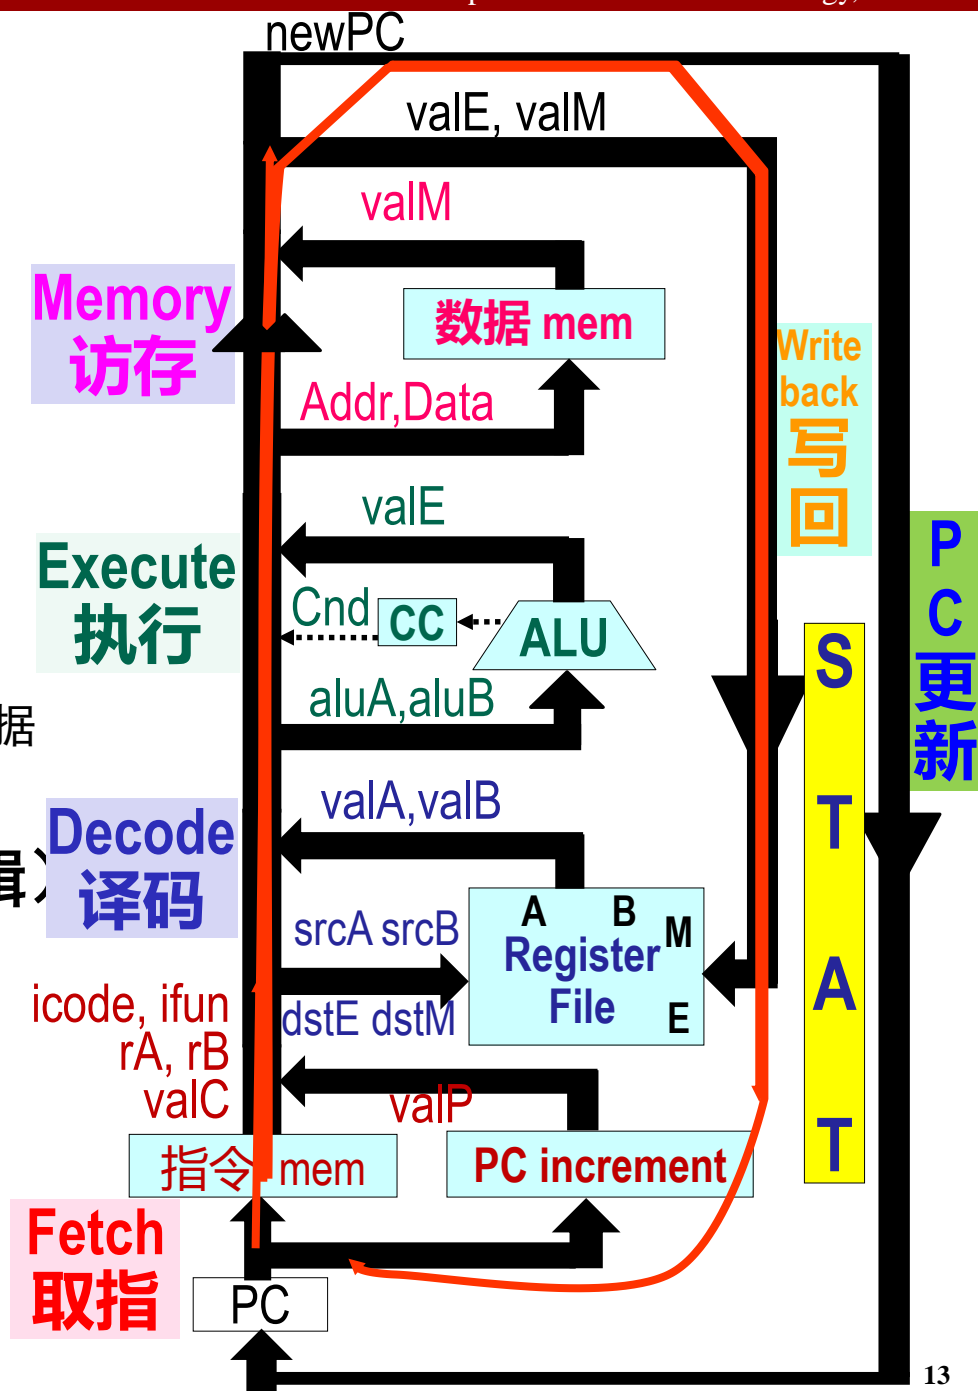 newPC
valE, valM
valM
Memory
访存
数据 mem
Write
back
写
回
Addr,Data
valE
Execute
执行
Cnd
CC
ALU
P
C
更
新
S
T
A
T
aluA,aluB
据
valA,valB
Decode
译码
辑）
A B
M
Register
File
E
srcA srcB
dstE dstM
icode, ifun
rA, rB
valC
valP
指令 mem
PC increment
Fetch
取指
PC
13